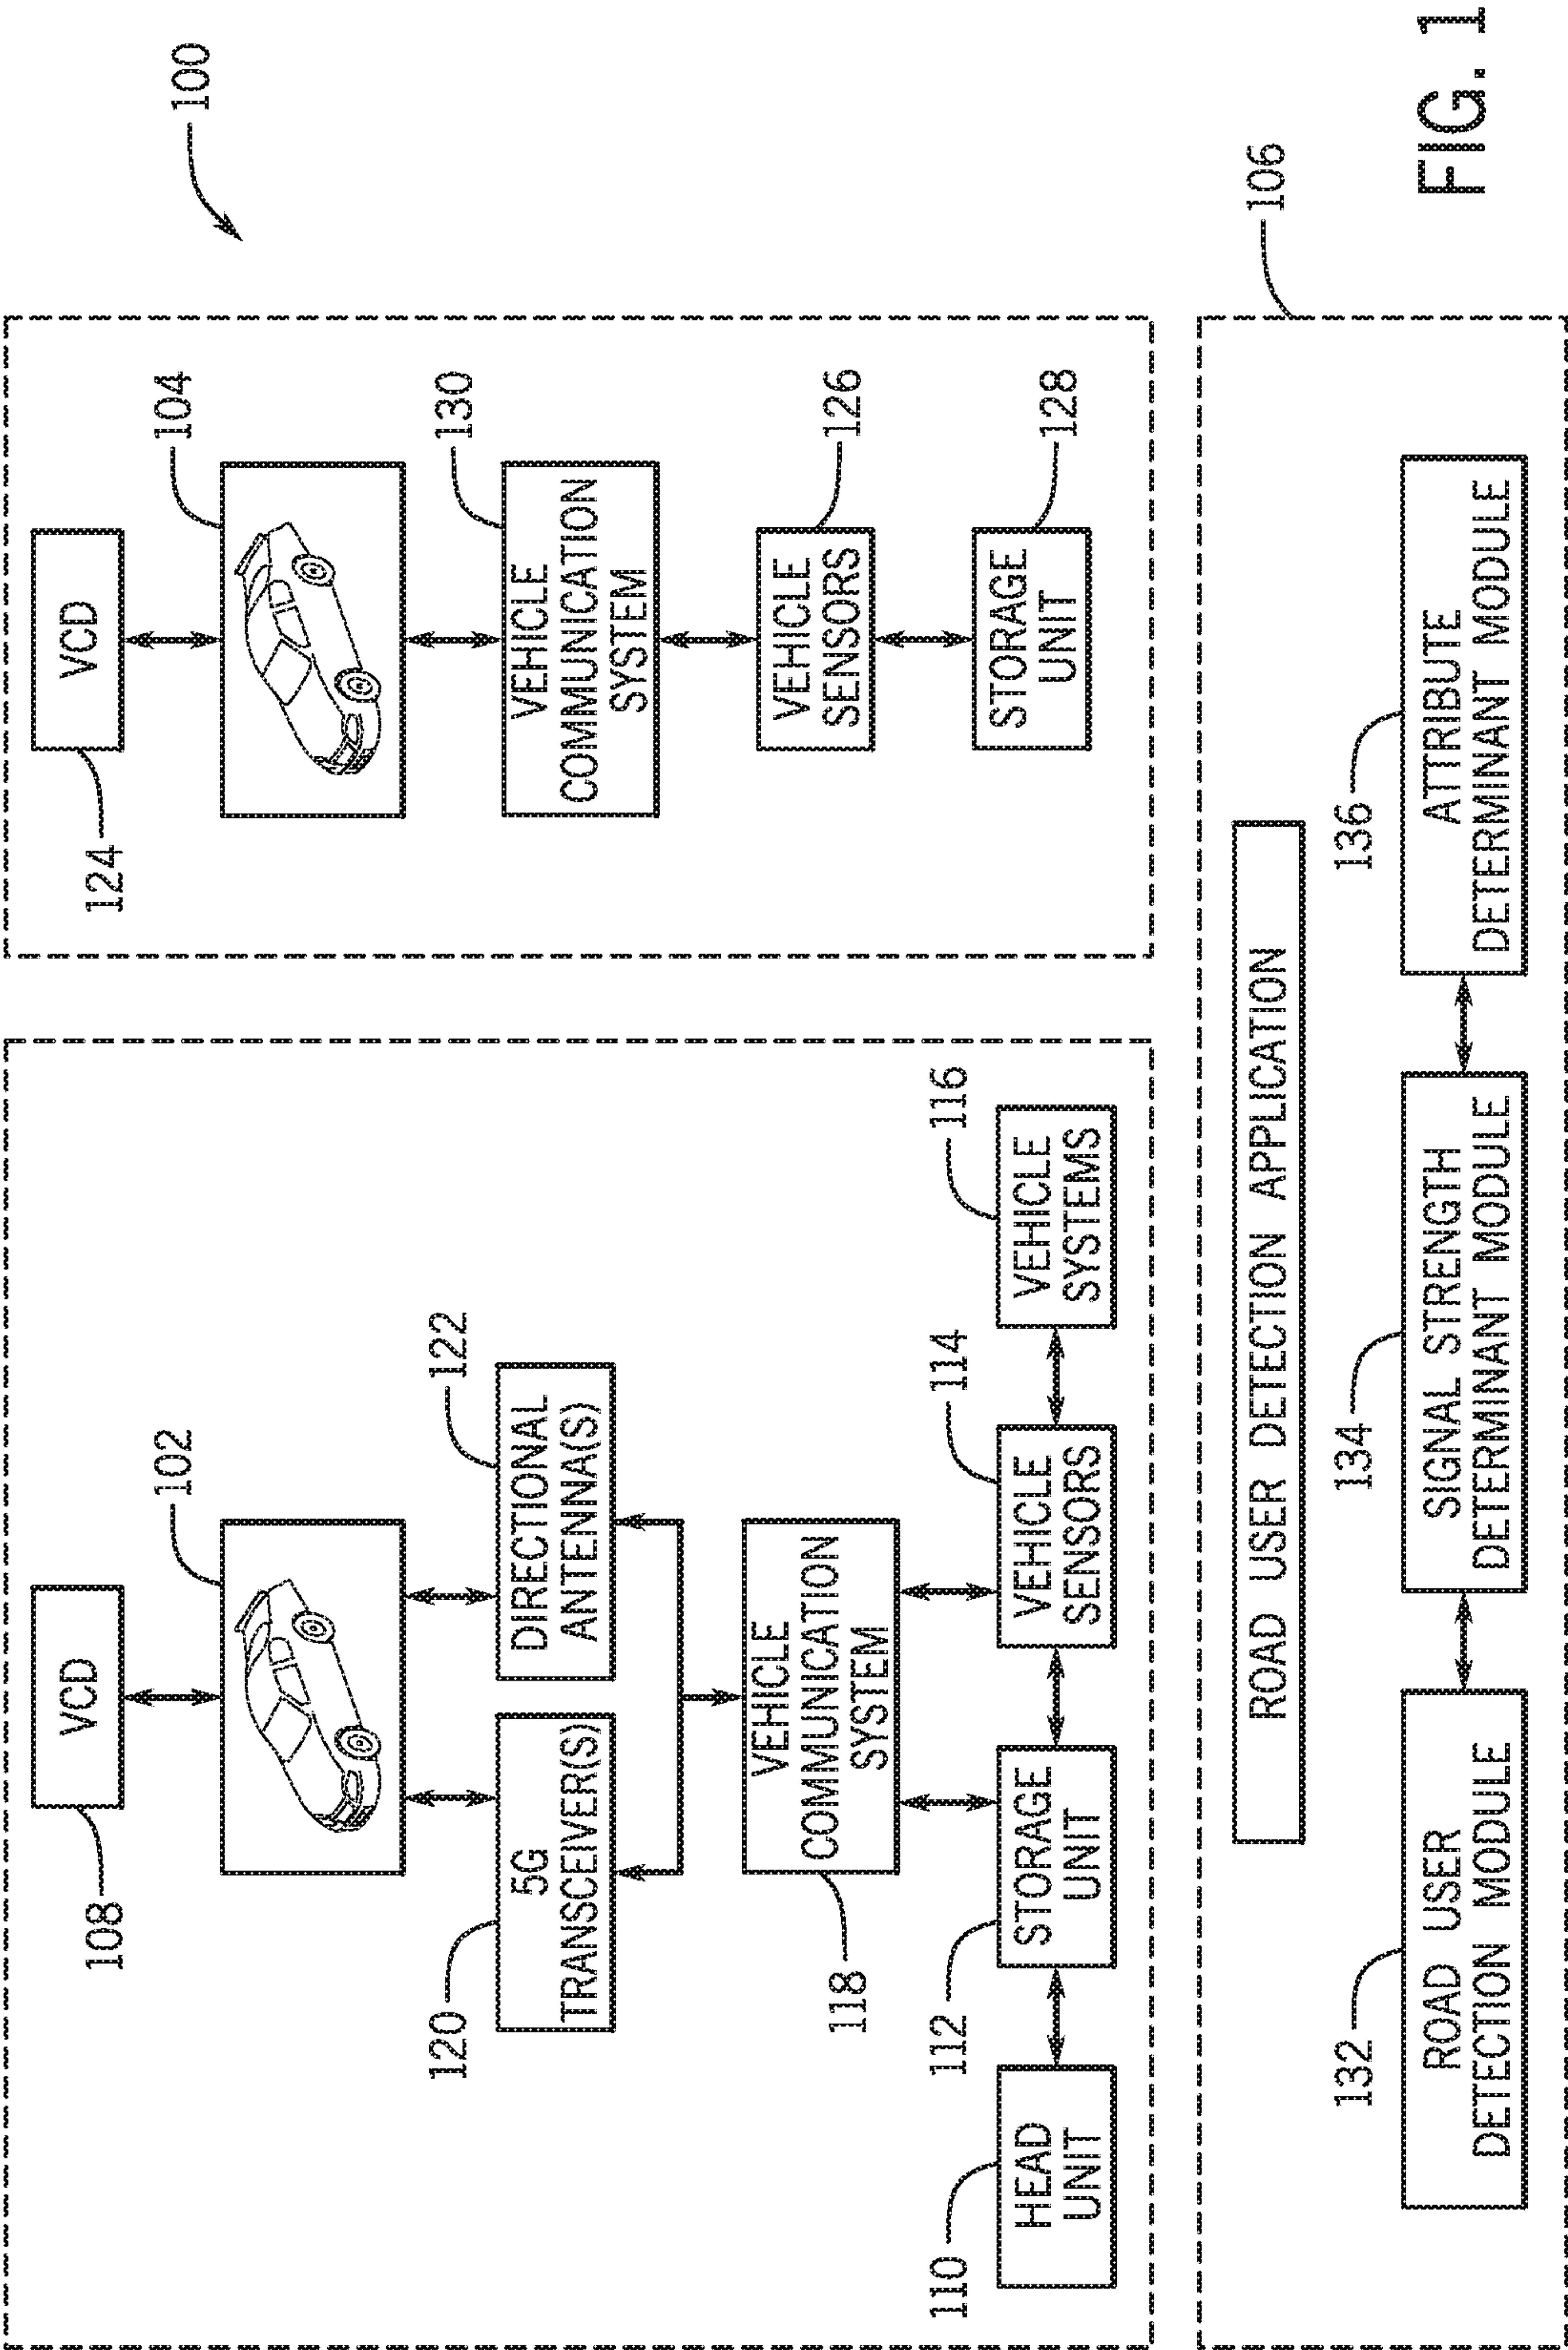 100
108
VCD
102
120
5G
TRANSCEIVER(S)
122
DIRECTIONAL
ANTENNA(S)
118
VEHICLE
COMMUNICATION
SYSTEM
110
HEAD
UNIT
112
STORAGE
UNIT
114
VEHICLE
SENSORS
116
VEHICLE
SYSTEMS
124
VCD
104
130
VEHICLE
COMMUNICATION
SYSTEM
126
VEHICLE
SENSORS
128
STORAGE
UNIT
106
ROAD USER DETECTION APPLICATION
132
ROAD USER
DETECTION MODULE
134
SIGNAL STRENGTH
DETERMINANT MODULE
136
ATTRIBUTE
DETERMINANT MODULE
FIG. 1